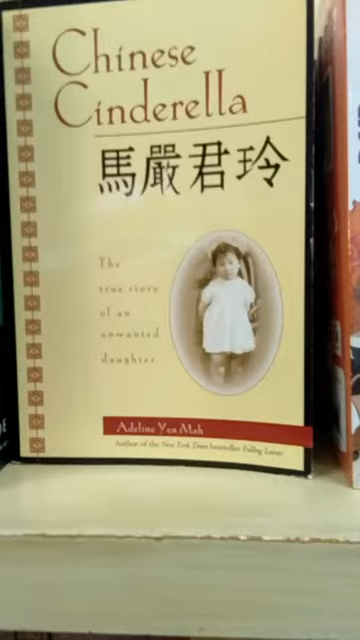 Chinese
Cinderella
馬嚴君玲
The
true story
of an
unwanted
daughter
Adeline Yen Mah
Author of the New York Times bestseller Falling Leaves